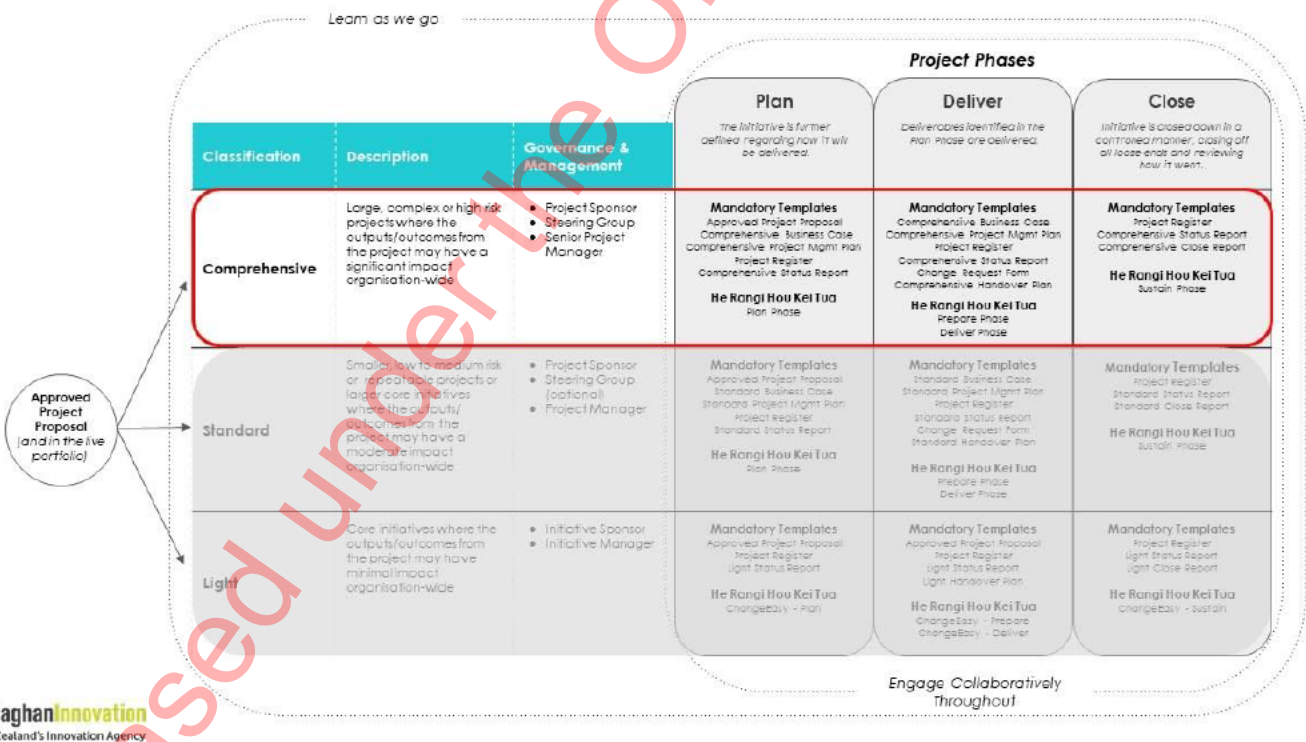 Learn as we go
Project Phases
Plan
The initiative is further
defined regarding how it will
be delivered.
Deliver
Deliverables identified in the
Plan Phase are delivered.
Close
Initiative is closed down in a
controlled manner, closing off
all loose ends and reviewing
how it went.
Classification
Description
Governance &
Management
Comprehensive
Large, complex or high risk
projects where the
outputs/outcomes from
the project may have a
significant impact
organisation-wide
• Project Sponsor
• Steering Group
• Senior Project
Manager
Mandatory Templates
Approved Project Proposal
Comprehensive Business Case
Comprehensive Project Mgmt Plan
Project Register
Comprehensive Status Report
He Rangi Hou Kei Tua
Plan Phase
Mandatory Templates
Comprehensive Business Case
Comprehensive Project Mgmt Plan
Project Register
Comprehensive Status Report
Change Request Form
Comprehensive Handover Plan
He Rangi Hou Kei Tua
Prepare Phase
Deliver Phase
Mandatory Templates
Project Register
Comprehensive Status Report
Comprehensive Close Report
He Rangi Hou Kei Tua
Sustain Phase
Approved
Project
Proposal
(and in the live
portfolio)
Standard
Smaller, low to medium risk
or repeatable projects or
larger core initiatives
where the outputs/
outcomes from the
project may have a
moderate impact
organisation-wide
• Project Sponsor
• Steering Group
(optional)
• Project Manager
Mandatory Templates
Approved Project Proposal
Standard Business Case
Standard Project Mgmt Plan
Project Register
Standard Status Report
He Rangi Hou Kei Tua
Plan Phase
Mandatory Templates
Standard Business Case
Standard Project Mgmt Plan
Project Register
Standard Status Report
Change Request Form
Standard Handover Plan
He Rangi Hou Kei Tua
Prepare Phase
Deliver Phase
Mandatory Templates
Project Register
Standard Status Report
Standard Close Report
He Rangi Hou Kei Tua
Sustain Phase
Light
Core initiatives where the
outputs/outcomes from
the project may have
minimal impact
organisation-wide
• Initiative Sponsor
• Initiative Manager
Mandatory Templates
Approved Project Proposal
Project Register
Light Status Report
He Rangi Hou Kei Tua
ChangeEasy - Plan
Mandatory Templates
Approved Project Proposal
Project Register
Light Status Report
Light Handover Plan
He Rangi Hou Kei Tua
ChangeEasy - Prepare
ChangeEasy - Deliver
Mandatory Templates
Project Register
Light Status Report
Light Close Report
He Rangi Hou Kei Tua
ChangeEasy - Sustain
Engage Collaboratively
Throughout
aghanInnovation
ealand's Innovation Agency
sed under the O